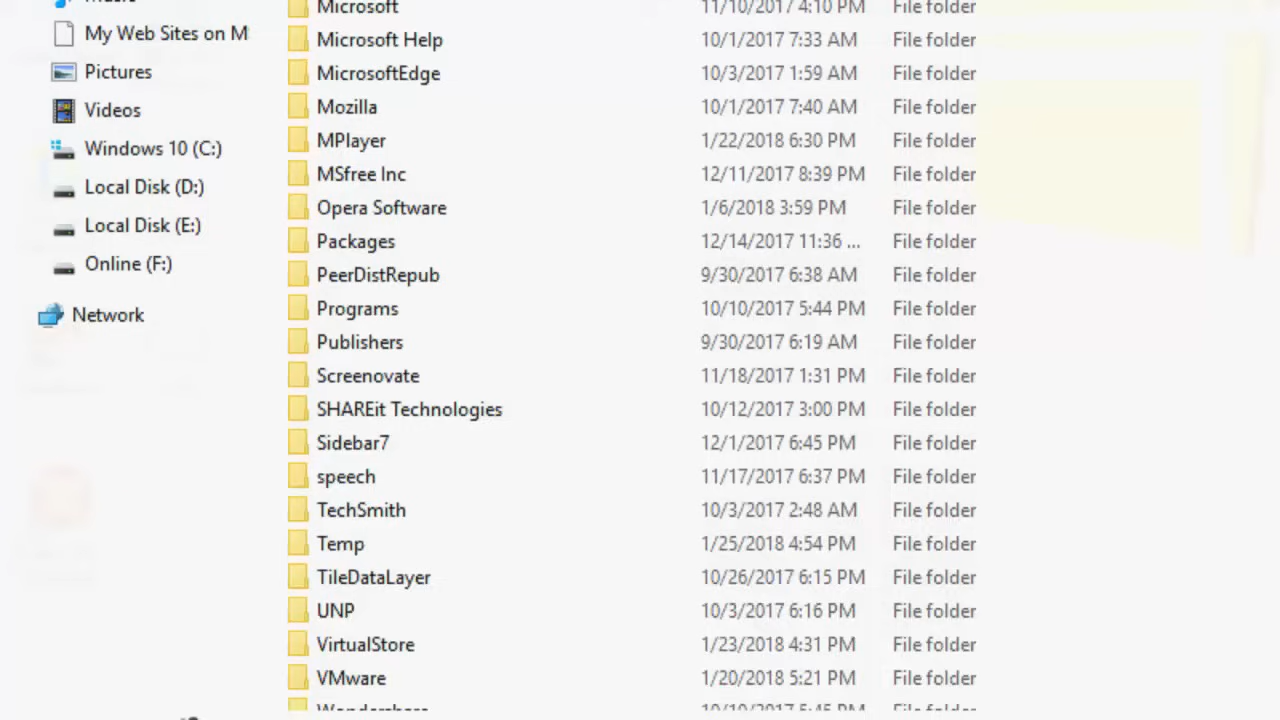 Music
My Web Sites on M
Pictures
Videos
Windows 10 (C:)
Local Disk (D:)
Local Disk (E:)
Online (F:)
Network
Microsoft 11/10/2017 4:10 PM File folder
Microsoft Help 10/1/2017 7:33 AM File folder
MicrosoftEdge 10/3/2017 1:59 AM File folder
Mozilla 10/1/2017 7:40 AM File folder
MPlayer 1/22/2018 6:30 PM File folder
MSfree Inc 12/11/2017 8:39 PM File folder
Opera Software 1/6/2018 3:59 PM File folder
Packages 12/14/2017 11:36 ... File folder
PeerDistRepub 9/30/2017 6:38 AM File folder
Programs 10/10/2017 5:44 PM File folder
Publishers 9/30/2017 6:19 AM File folder
Screenovate 11/18/2017 1:31 PM File folder
SHAREit Technologies 10/12/2017 3:00 PM File folder
Sidebar7 12/1/2017 6:45 PM File folder
speech 11/17/2017 6:37 PM File folder
TechSmith 10/3/2017 2:48 AM File folder
Temp 1/25/2018 4:54 PM File folder
TileDataLayer 10/26/2017 6:15 PM File folder
UNP 10/3/2017 6:16 PM File folder
VirtualStore 1/23/2018 4:31 PM File folder
VMware 1/20/2018 5:21 PM File folder
Wondershare 10/10/2017 5:45 PM File folder